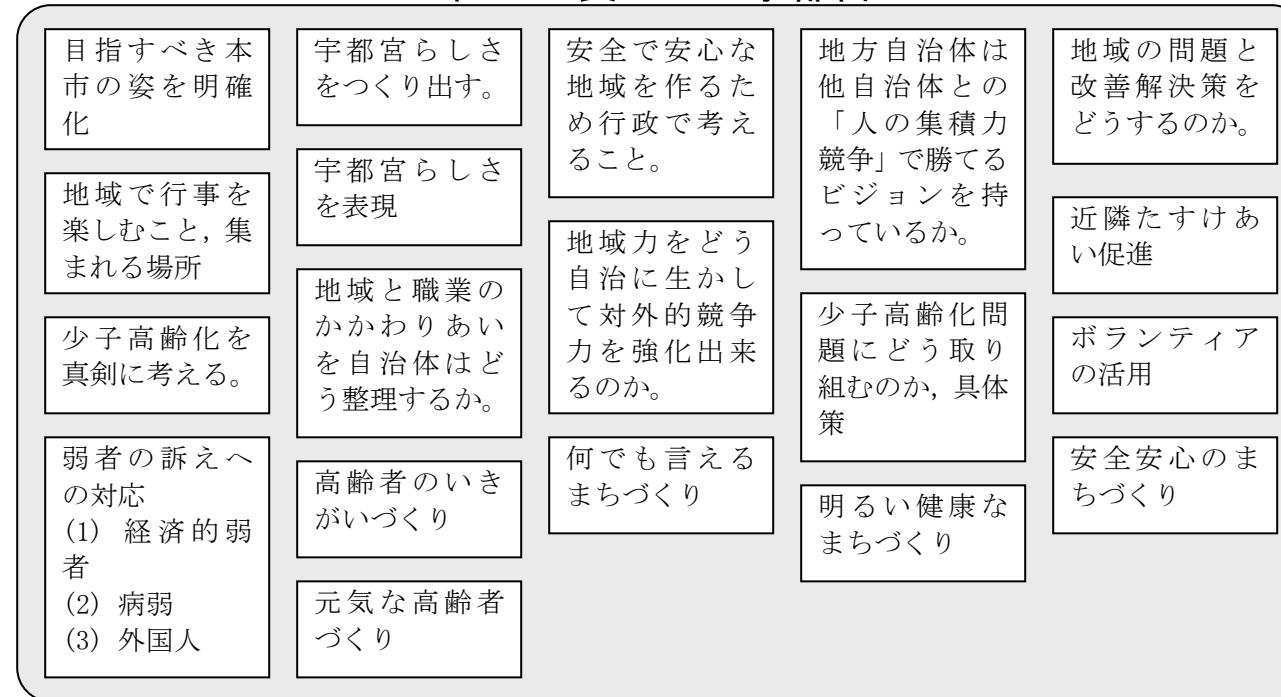 目指すべき本
市の姿を明確
化
地域で行事を
楽しむこと，集
まれる場所
少子高齢化を
真剣に考える。
弱者の訴えへ
の対応
(1) 経済的弱
者
(2) 病弱
(3) 外国人
宇都宮らしさ
をつくり出す。
宇都宮らしさ
を表現
地域と職業の
かかわりあい
を自治体はど
う整理するか。
高齢者のいき
がいづくり
元気な高齢者
づくり
安全で安心な
地域を作るた
め行政で考え
ること。
地域力をどう
自治に生かし
て対外的競争
力を強化出来
るのか。
何でも言える
まちづくり
地方自治体は
他自治体との
「人の集積力
競争」で勝てる
ビジョンを持
っているか。
少子高齢化問
題にどう取り
組むのか，具体
策
明るい健康な
まちづくり
地域の問題と
改善解決策を
どうするのか。
近隣たすけあ
い促進
ボランティア
の活用
安全安心のま
ちづくり